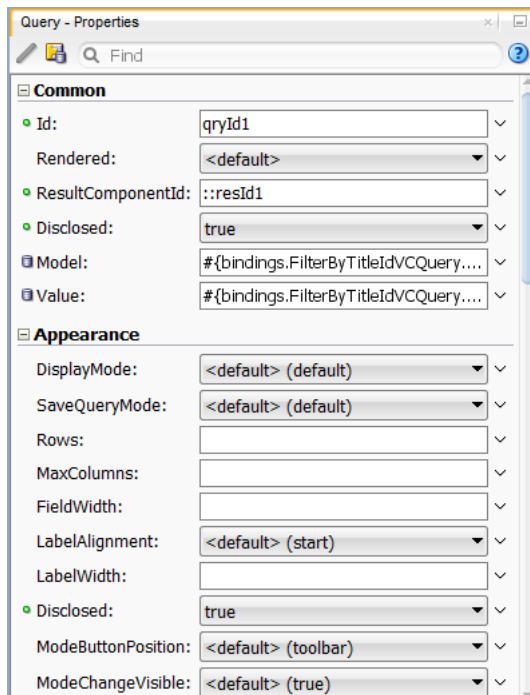 Query - Properties
Find
Common
Id: qryId1
Rendered: <default>
ResultComponentId: ::resId1
Disclosed: true
Model: #{bindings.FilterByTitleIdVCQuery....
Value: #{bindings.FilterByTitleIdVCQuery....
Appearance
DisplayMode: <default> (default)
SaveQueryMode: <default> (default)
Rows:
MaxColumns:
FieldWidth:
LabelAlignment: <default> (start)
LabelWidth:
Disclosed: true
ModeButtonPosition: <default> (toolbar)
ModeChangeVisible: <default> (true)